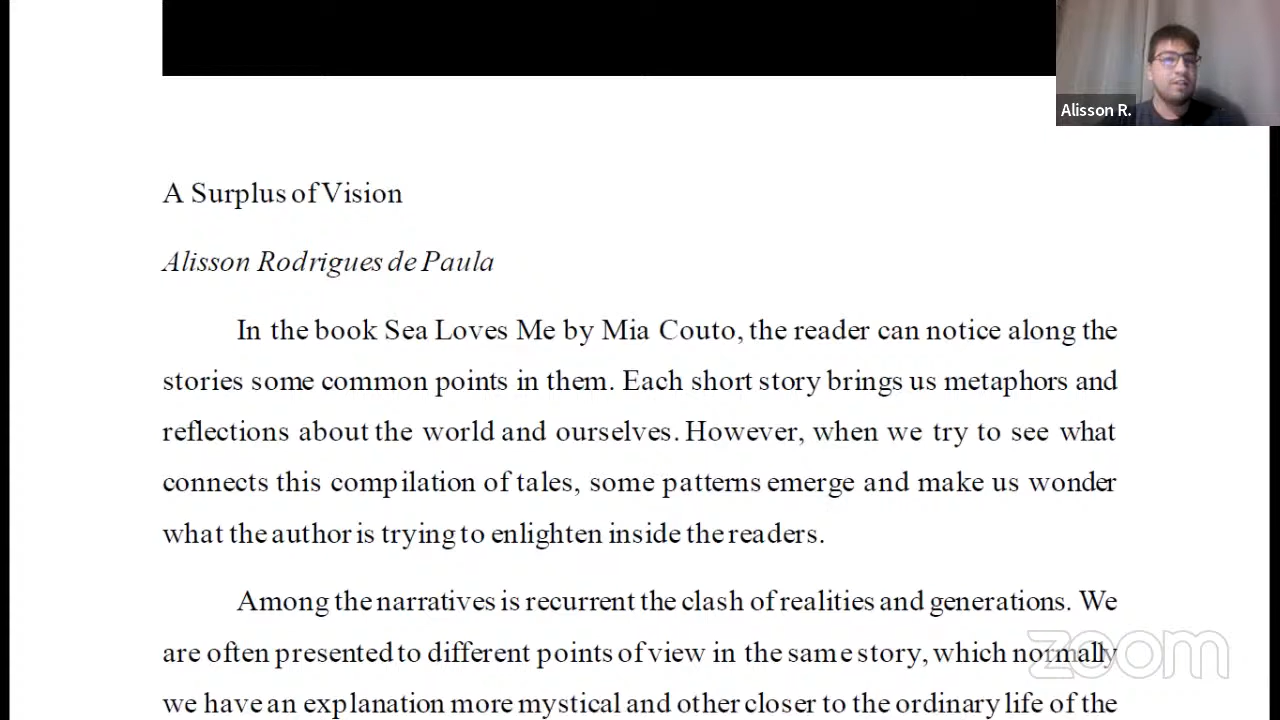 Alisson R.
A Surplus of Vision
Alisson Rodrigues de Paula
In the book Sea Loves Me by Mia Couto, the reader can notice along the
stories some common points in them. Each short story brings us metaphors and
reflections about the world and ourselves. However, when we try to see what
connects this compilation of tales, some patterns emerge and make us wonder
what the author is trying to enlighten inside the readers.
Among the narratives is recurrent the clash of realities and generations. We
are often presented to different points of view in the same story, which normally
we have an explanation more mystical and other closer to the ordinary life of the
zoom